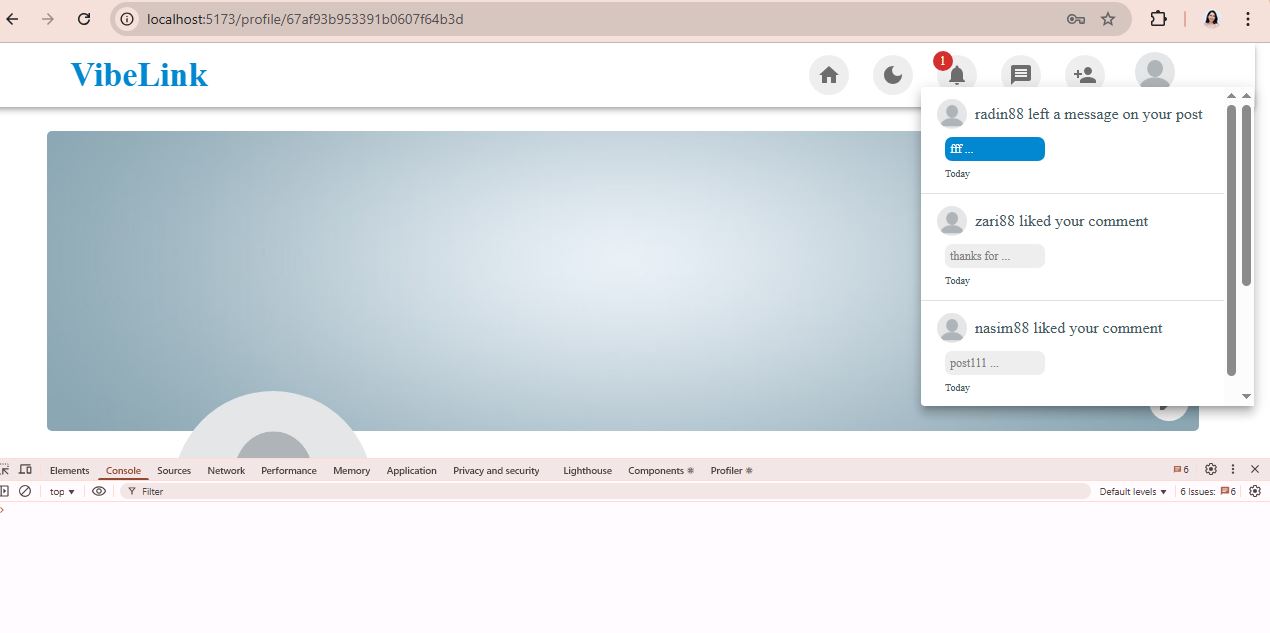 localhost:5173/profile/67af93b953391b0607f64b3d
VibeLink
1
radin88 left a message on your post
fff ...
Today
zari88 liked your comment
thanks for ...
Today
nasim88 liked your comment
post111 ...
Today
Elements Console Sources Network Performance Memory Application Privacy and security Lighthouse Components Profiler 6
top Filter Default levels 6 Issues: 6